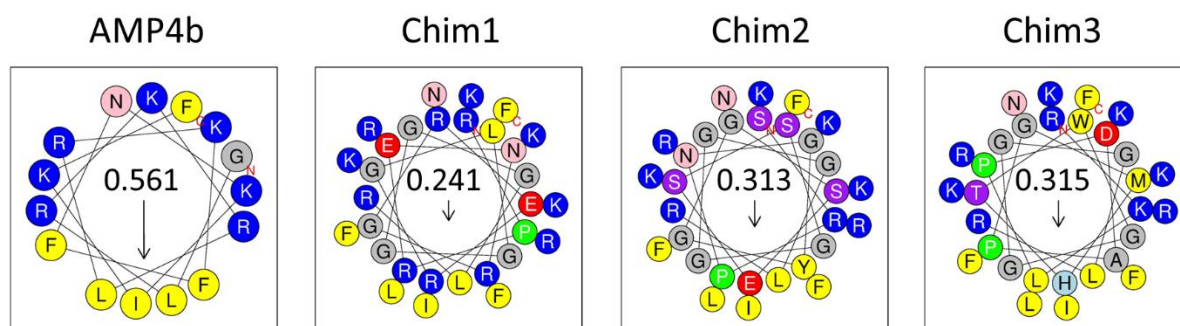 AMP4b Chim1 Chim2 Chim3
N K F C
R K G N
K 0.561 K
R R
F F
L I L
N K F C
R G R R N L K
E N
K G G
0.241
R E K
P R
F G G
R R L R F
L I
N K F C
G G S N S K
R N G
K S G S K
0.313
R R R
F G G Y F
P E L
L I
N K W F C K
G G R N D
R P G
K T M K
0.315
R K R
F P G
G A F
L H L
L I